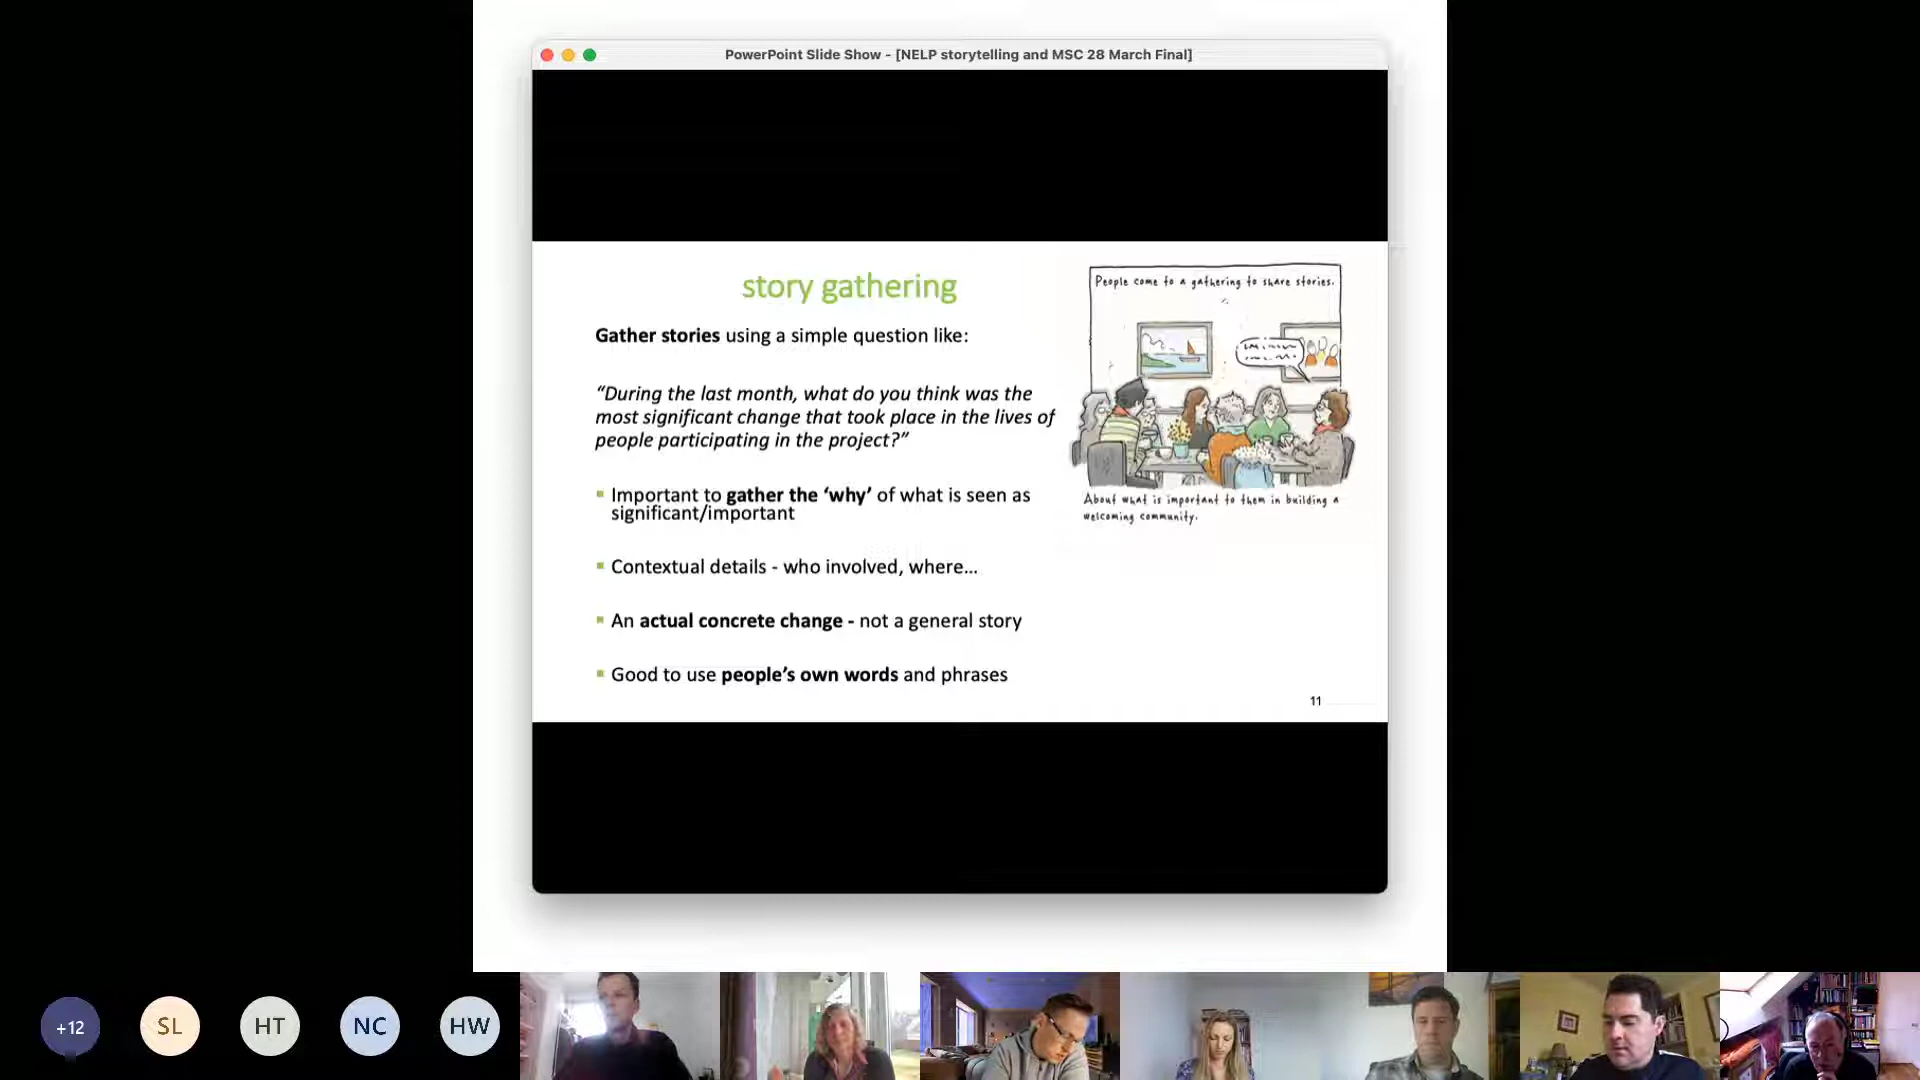 PowerPoint Slide Show - [NELP storytelling and MSC 28 March Final]
story gathering
Gather stories using a simple question like:
“During the last month, what do you think was the
most significant change that took place in the lives of
people participating in the project?”
▪ Important to gather the ‘why’ of what is seen as
significant/important
▪ Contextual details - who involved, where...
▪ An actual concrete change - not a general story
▪ Good to use people’s own words and phrases
People come to a gathering to share stories.
About what is important to them in building a
welcoming community.
11
+12
SL
HT
NC
HW